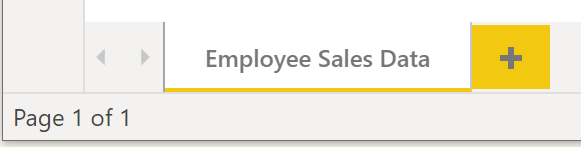 Employee Sales Data
Page 1 of 1